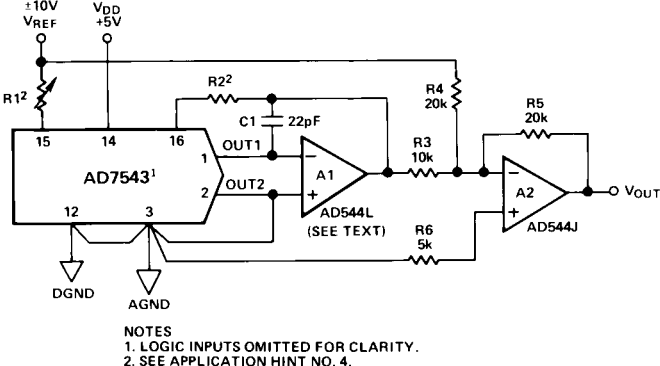 ±10V
VREF
VDD
+5V
R1²
R2²
C1
22pF
R4
20k
R5
20k
R3
10k
15
14
16
1
OUT1
AD7543¹
2
OUT2
–
A1
+
AD544L
(SEE TEXT)
–
A2
+
AD544J
VOUT
12
3
R6
5k
DGND
AGND
NOTES
1. LOGIC INPUTS OMITTED FOR CLARITY.
2. SEE APPLICATION HINT NO. 4.